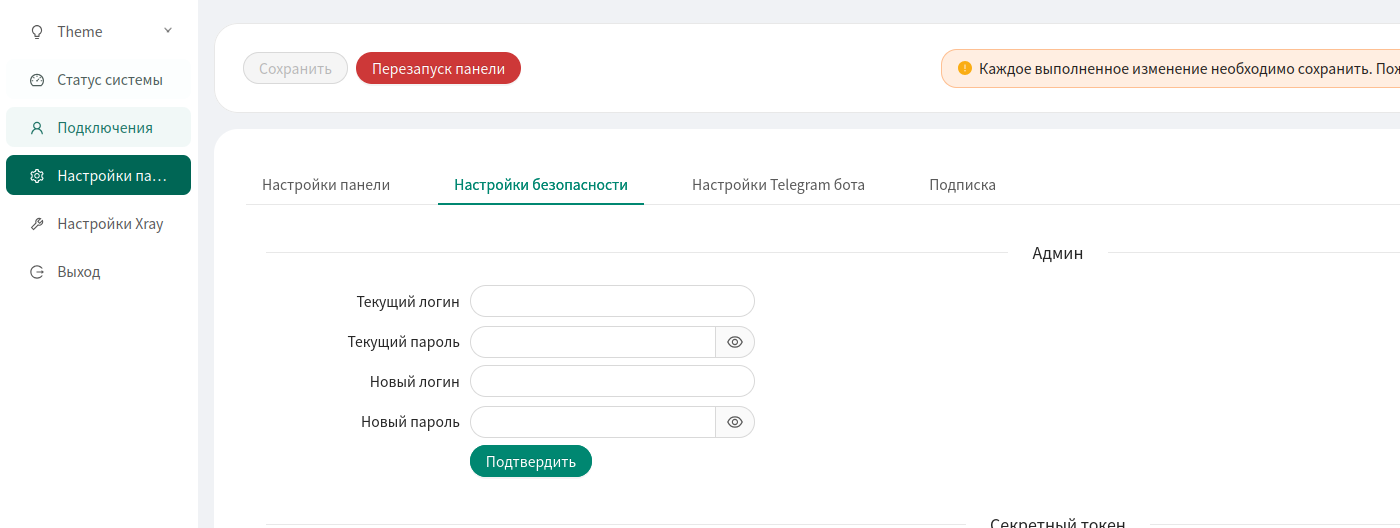 Theme
Статус системы
Подключения
Настройки па...
Настройки Xray
Выход
Сохранить
Перезапуск панели
Каждое выполненное изменение необходимо сохранить.
Настройки панели
Настройки безопасности
Настройки Telegram бота
Подписка
Админ
Текущий логин
Текущий пароль
Новый логин
Новый пароль
Подтвердить
Секретный токен